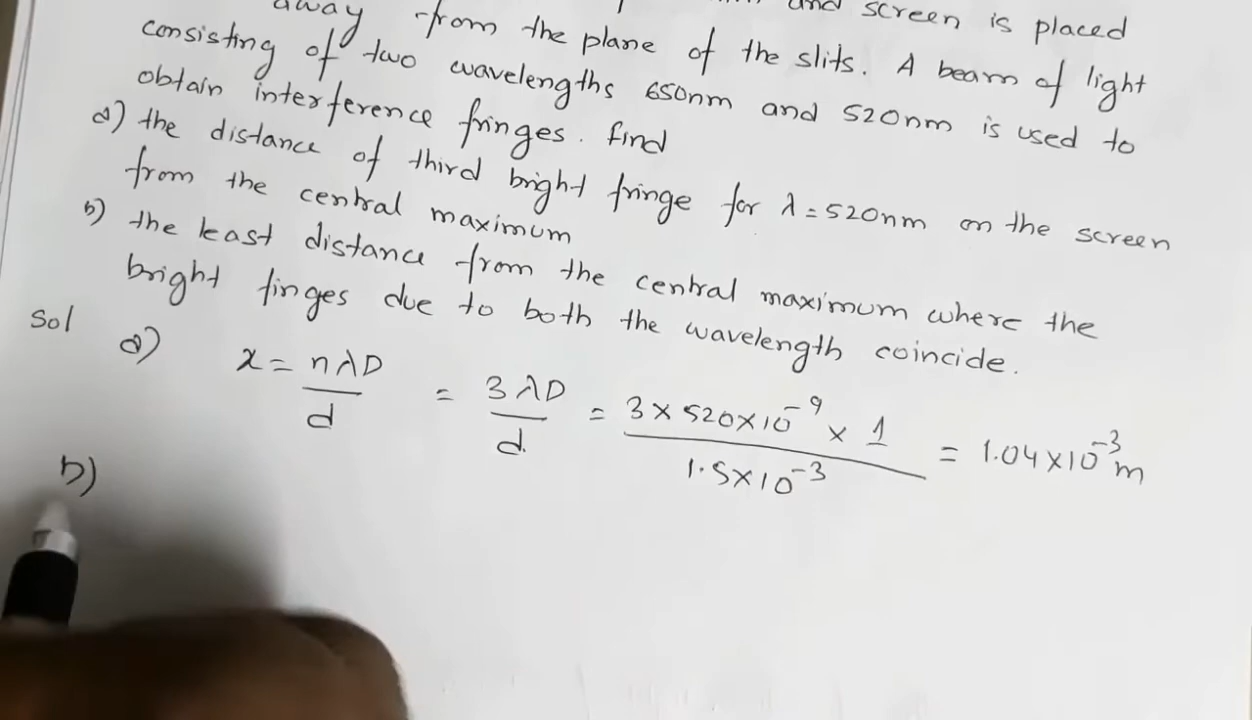 and screen is placed
away from the plane of the slits. A beam of light
consisting of two wavelengths 650nm and 520nm is used to
obtain interference fringes. find
a) the distance of third bright fringe for λ = 520nm on the screen
from the central maximum
b) the least distance from the central maximum where the
bright finges due to both the wavelength coincide.
Sol
a) x = nλD/d = 3λD/d = 3×520×10⁻⁹×1/1.5×10⁻³ = 1.04×10⁻³m
b)